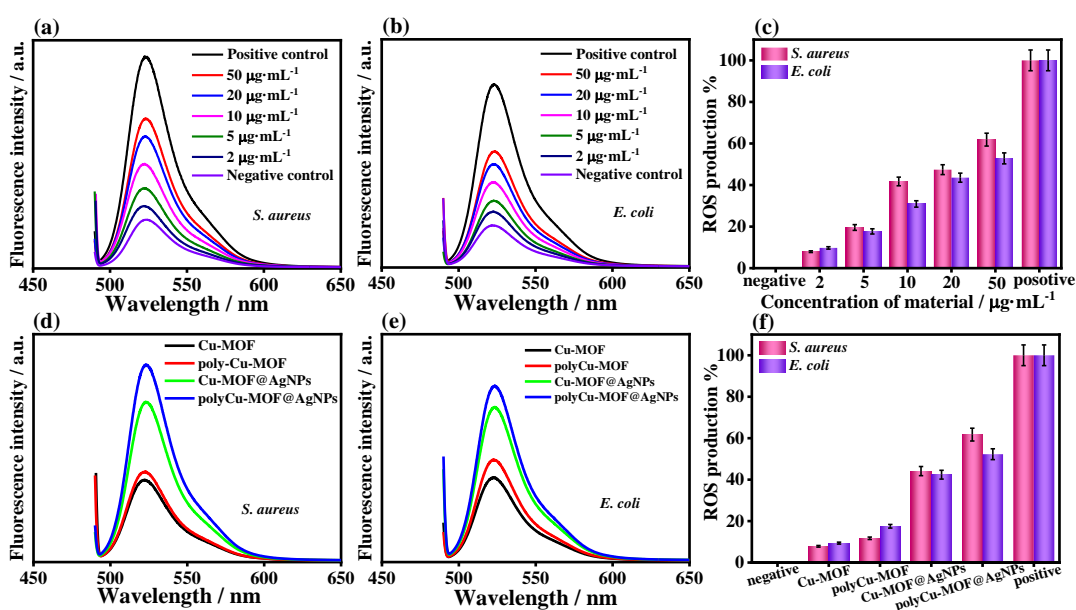 (a)
Fluorescence intensity / a.u.
Positive control
50 μg·mL⁻¹
20 μg·mL⁻¹
10 μg·mL⁻¹
5 μg·mL⁻¹
2 μg·mL⁻¹
Negative control
S. aureus
450 500 550 600 650
Wavelength / nm
(b)
Fluorescence intensity / a.u.
Positive control
50 μg·mL⁻¹
20 μg·mL⁻¹
10 μg·mL⁻¹
5 μg·mL⁻¹
2 μg·mL⁻¹
Negative control
E. coli
450 500 550 600 650
Wavelength / nm
(c)
ROS production %
S. aureus
E. coli
100
80
60
40
20
0
negative 2 5 10 20 50 posotive
Concentration of material / μg·mL⁻¹
(d)
Fluorescence intensity / a.u.
Cu-MOF
poly-Cu-MOF
Cu-MOF@AgNPs
polyCu-MOF@AgNPs
S. aureus
450 500 550 600 650
Wavelength / nm
(e)
Fluorescence intensity / a.u.
Cu-MOF
polyCu-MOF
Cu-MOF@AgNPs
polyCu-MOF@AgNPs
E. coli
450 500 550 600 650
Wavelength / nm
(f)
ROS production %
S. aureus
E. coli
100
80
60
40
20
0
negative Cu-MOF polyCu-MOF Cu-MOF@AgNPs polyCu-MOF@AgNPs positive